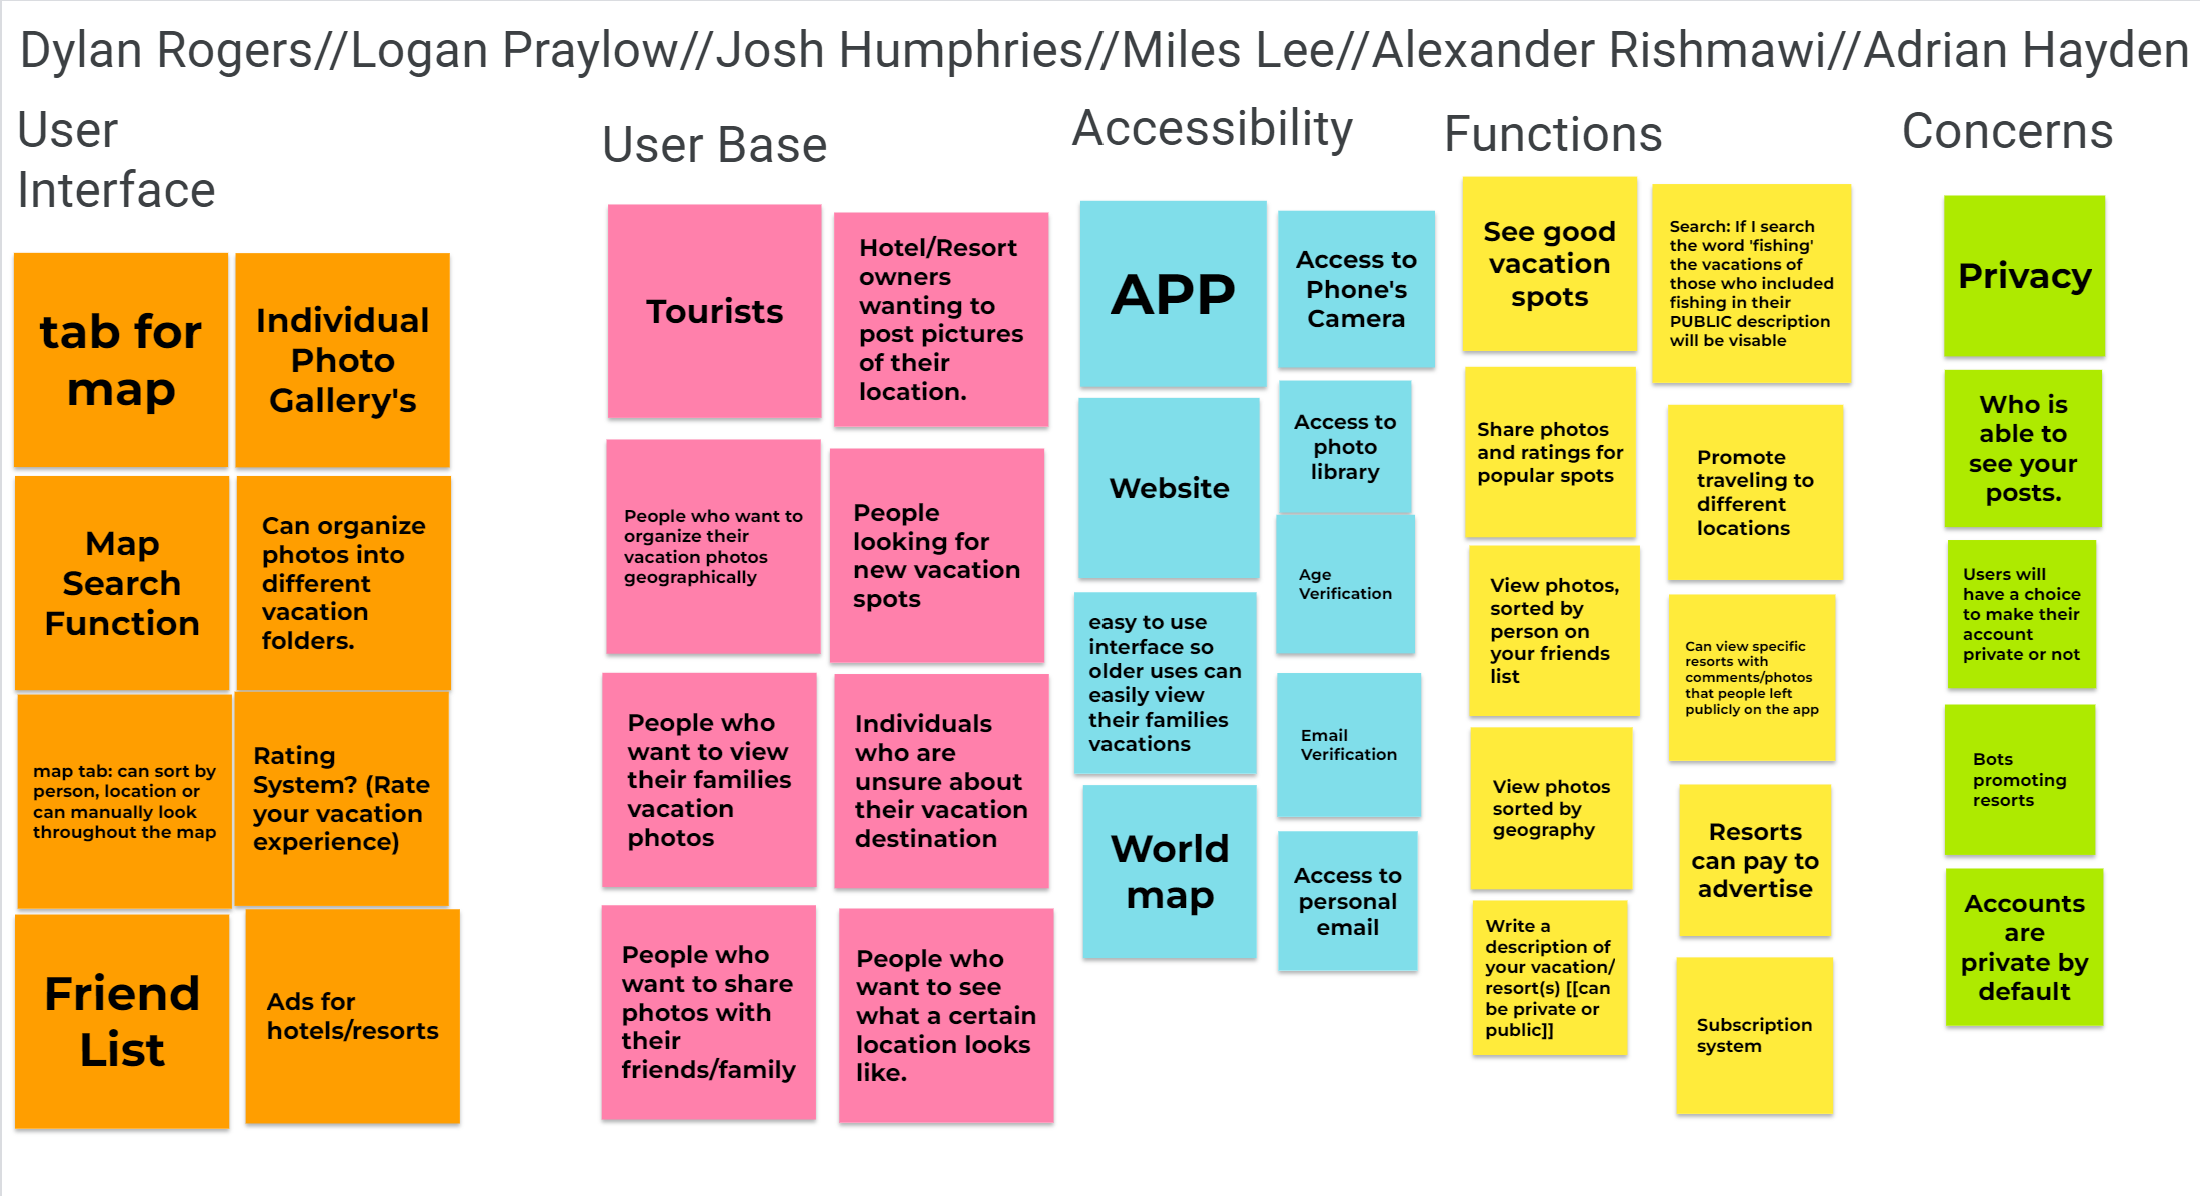 Dylan Rogers//Logan Praylow//Josh Humphries//Miles Lee//Alexander Rishmawi//Adrian Hayden
User
Interface
tab for
map
Individual
Photo
Gallery's
Map
Search
Function
Can organize
photos into
different
vacation
folders.
map tab: can sort by
person, location or
can manually look
throughout the map
Rating
System? (Rate
your vacation
experience)
Friend
List
Ads for
hotels/resorts
User Base
Tourists
Hotel/Resort
owners
wanting to
post pictures
of their
location.
People who want to
organize their
vacation photos
geographically
People
looking for
new vacation
spots
People who
want to view
their families
vacation
photos
Individuals
who are
unsure about
their vacation
destination
People who
want to share
photos with
their
friends/family
People who
want to see
what a certain
location looks
like.
Accessibility
APP
Access to
Phone's
Camera
Website
Access to
photo
library
Age
Verification
easy to use
interface so
older uses can
easily view
their families
vacations
Email
Verification
World
map
Access to
personal
email
Functions
See good
vacation
spots
Search: If I search
the word 'fishing'
the vacations of
those who included
fishing in their
PUBLIC description
will be visable
Share photos
and ratings for
popular spots
Promote
traveling to
different
locations
View photos,
sorted by
person on
your friends
list
Can view specific
resorts with
comments/photos
that people left
publicly on the app
View photos
sorted by
geography
Resorts
can pay to
advertise
Write a
description of
your vacation/
resort(s) [[can
be private or
public]]
Subscription
system
Concerns
Privacy
Who is
able to
see your
posts.
Users will
have a choice
to make their
account
private or not
Bots
promoting
resorts
Accounts
are
private by
default